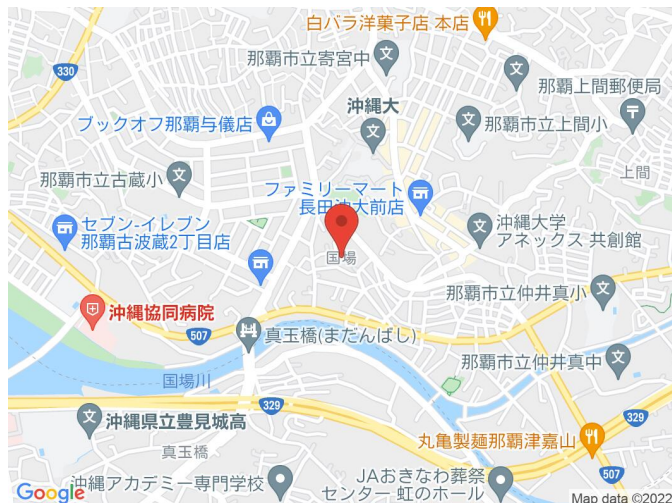 白バラ洋菓子店 本店
那覇市立寄宮中
330
沖縄大
那覇上間郵便局
ブックオフ那覇与儀店
那覇市立上間小
那覇市立古蔵小
上間
ファミリーマート
長田沖大前店
セブン-イレブン
那覇古波蔵2丁目店
沖縄大学
アネックス 共創館
国場
那覇市立仲井真小
沖縄協同病院
507
真玉橋(まだんばし)
国場川
那覇市立仲井真中
329
沖縄県立豊見城高
329
真玉橋
丸亀製麺那覇津嘉山
沖縄アカデミー専門学校
JAおきなわ葬祭
センター 虹のホール
507
Google
Map data ©2022